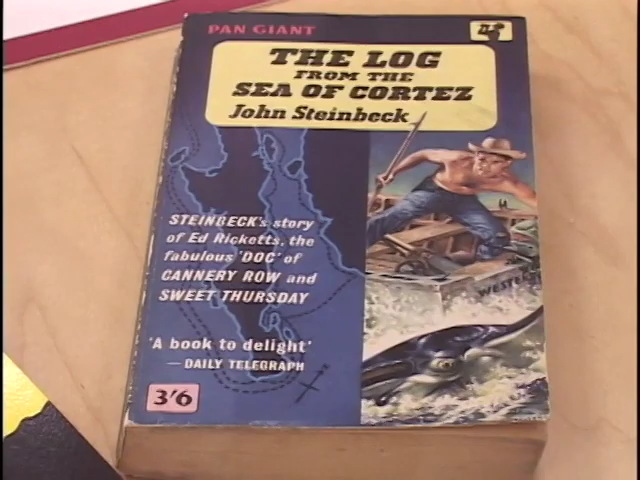 PAN GIANT
THE LOG
FROM THE
SEA OF CORTEZ
John Steinbeck
STEINBECK's story
of Ed Ricketts, the
fabulous 'DOC' of
CANNERY ROW and
SWEET THURSDAY
'A book to delight'
—DAILY TELEGRAPH
3'6
WESTER